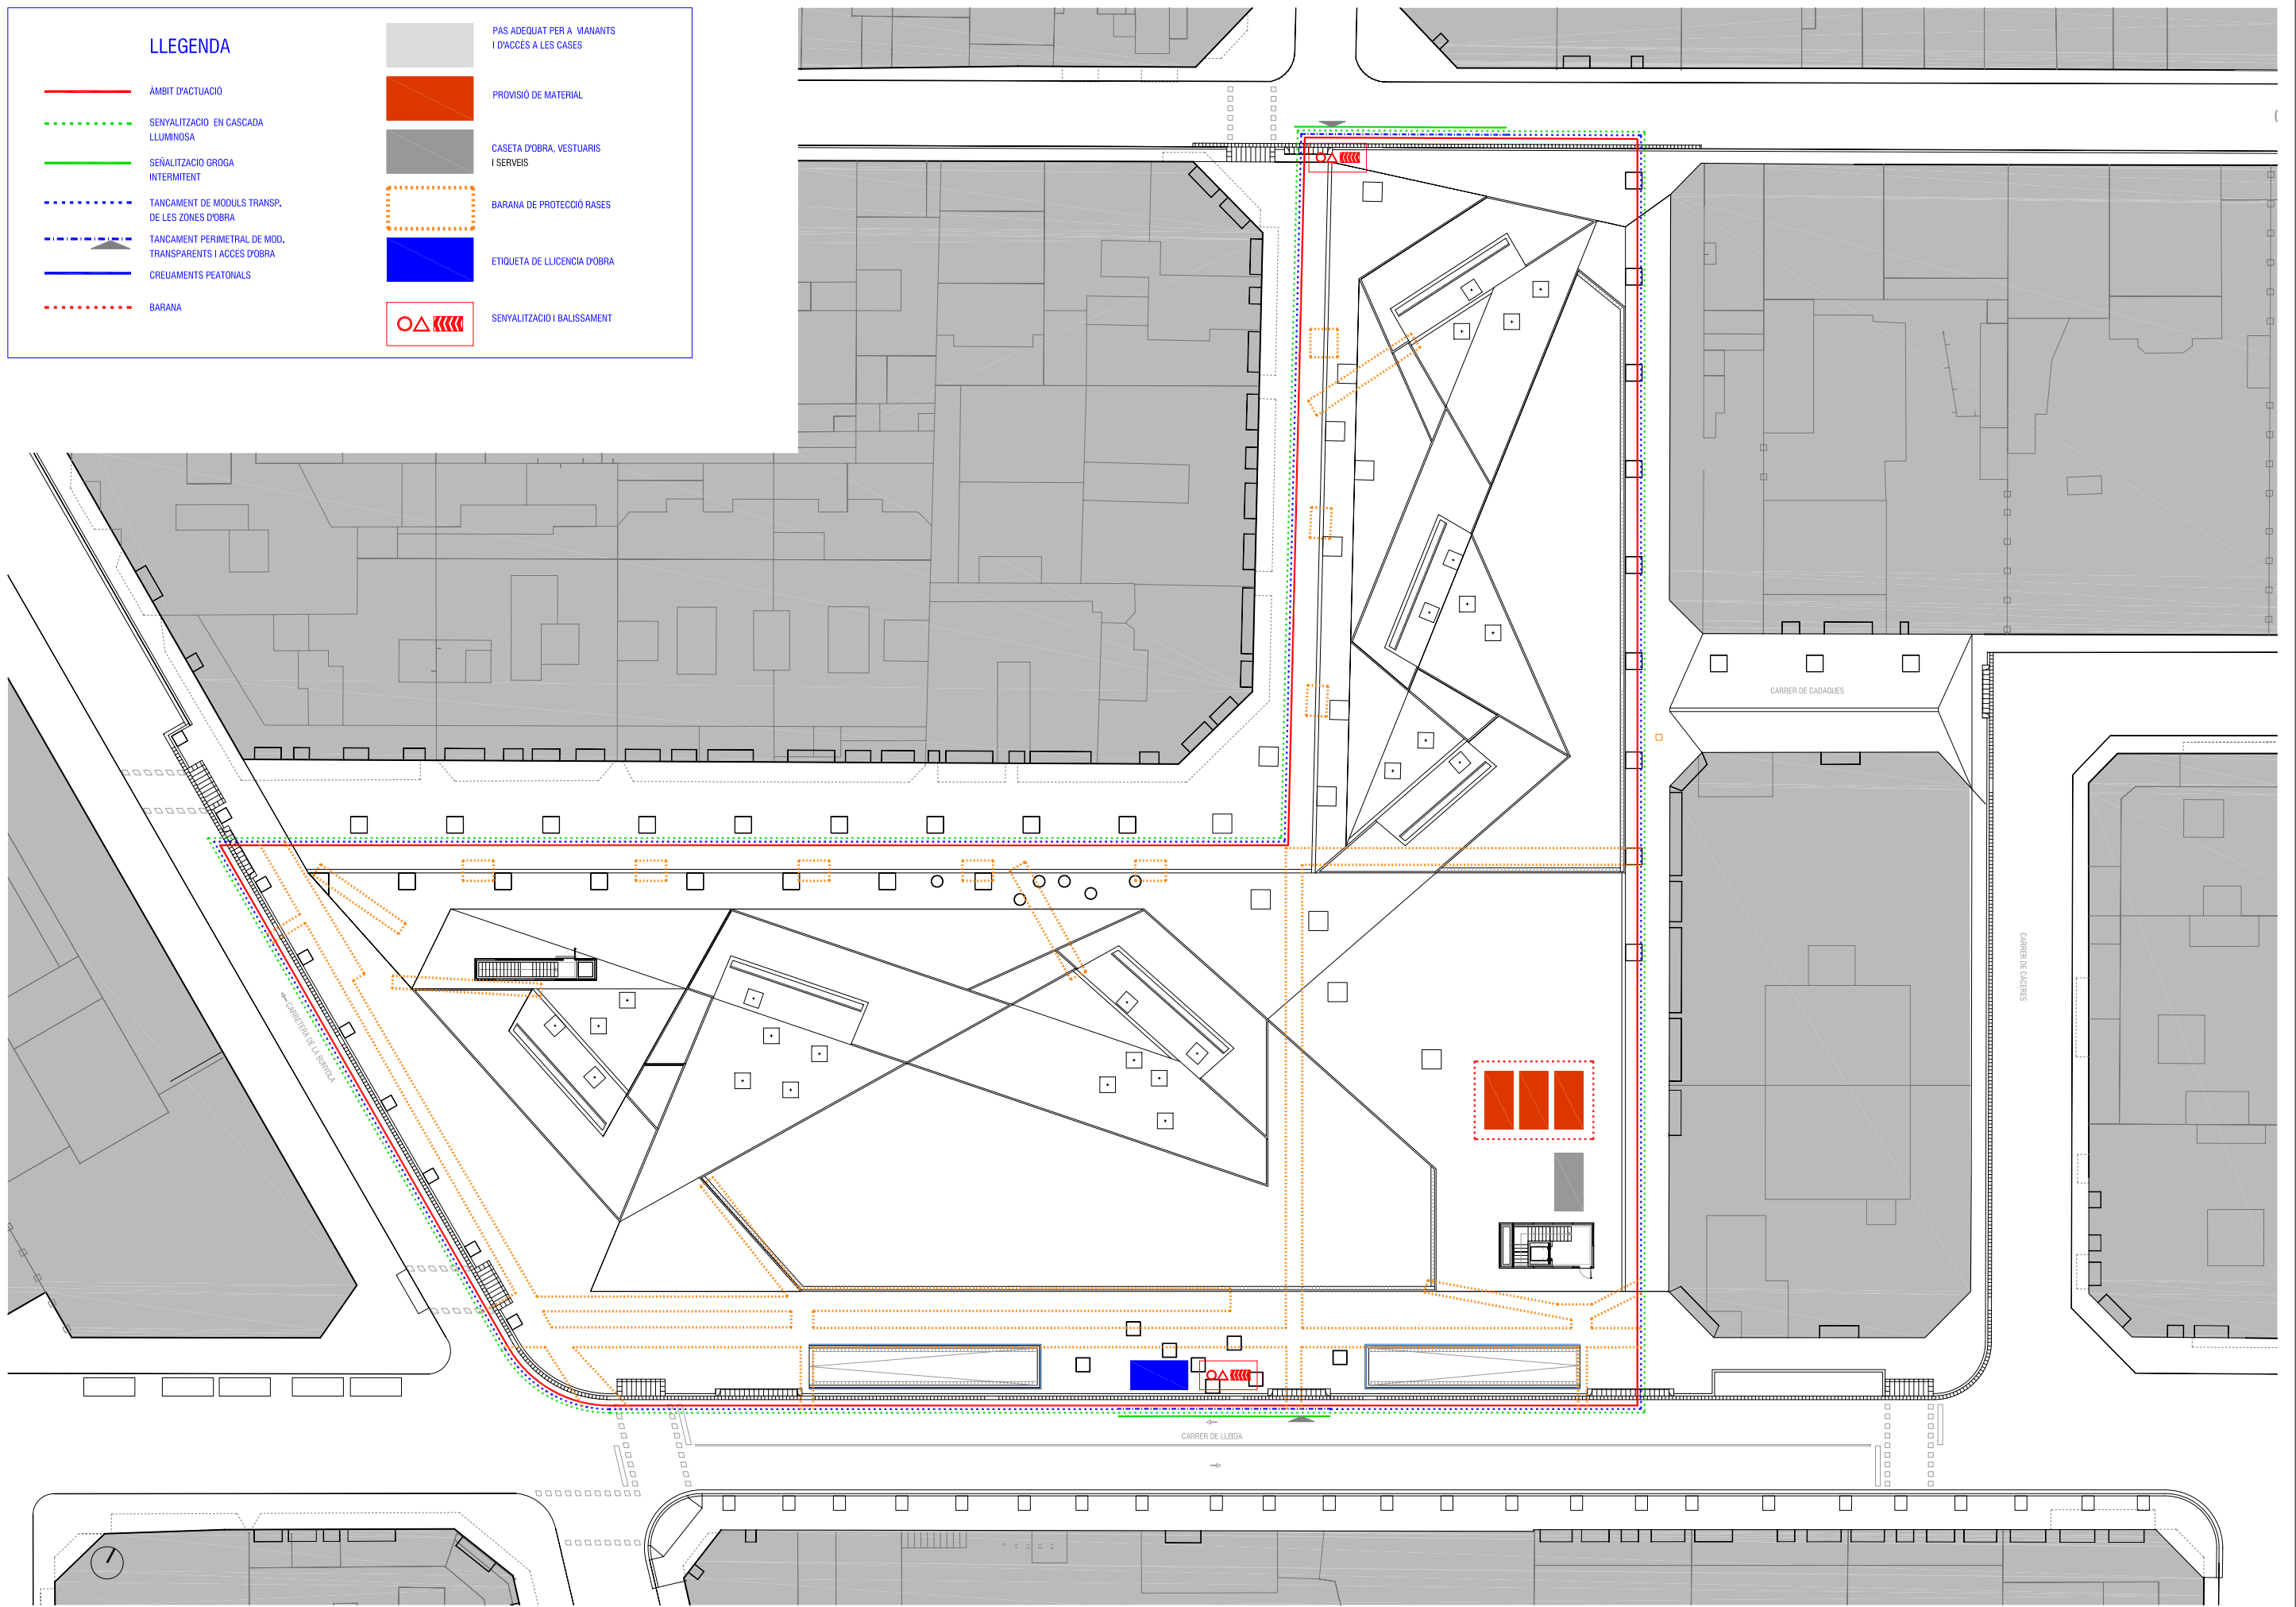 LLEGENDA
ÀMBIT D'ACTUACIÓ
SENYALITZACIO EN CASCADA
LLUMINOSA
SEÑALITZACIO GROGA
INTERMITENT
TANCAMENT DE MODULS TRANSP.
DE LES ZONES D'OBRA
TANCAMENT PERIMETRAL DE MOD.
TRANSPARENTS I ACCES D'OBRA
CREUAMENTS PEATONALS
BARANA
PAS ADEQUAT PER A VIANANTS
I D'ACCÉS A LES CASES
PROVISIÓ DE MATERIAL
CASETA D'OBRA, VESTUARIS
I SERVEIS
BARANA DE PROTECCIÓ RASES
ETIQUETA DE LLICENCIA D'OBRA
SENYALITZACIO I BALISSAMENT
CARRER DE CADAQUES
CARRER DE CÀCERES
CARRETERA DE LA BUNYOLA
CARRER DE LLEIDA